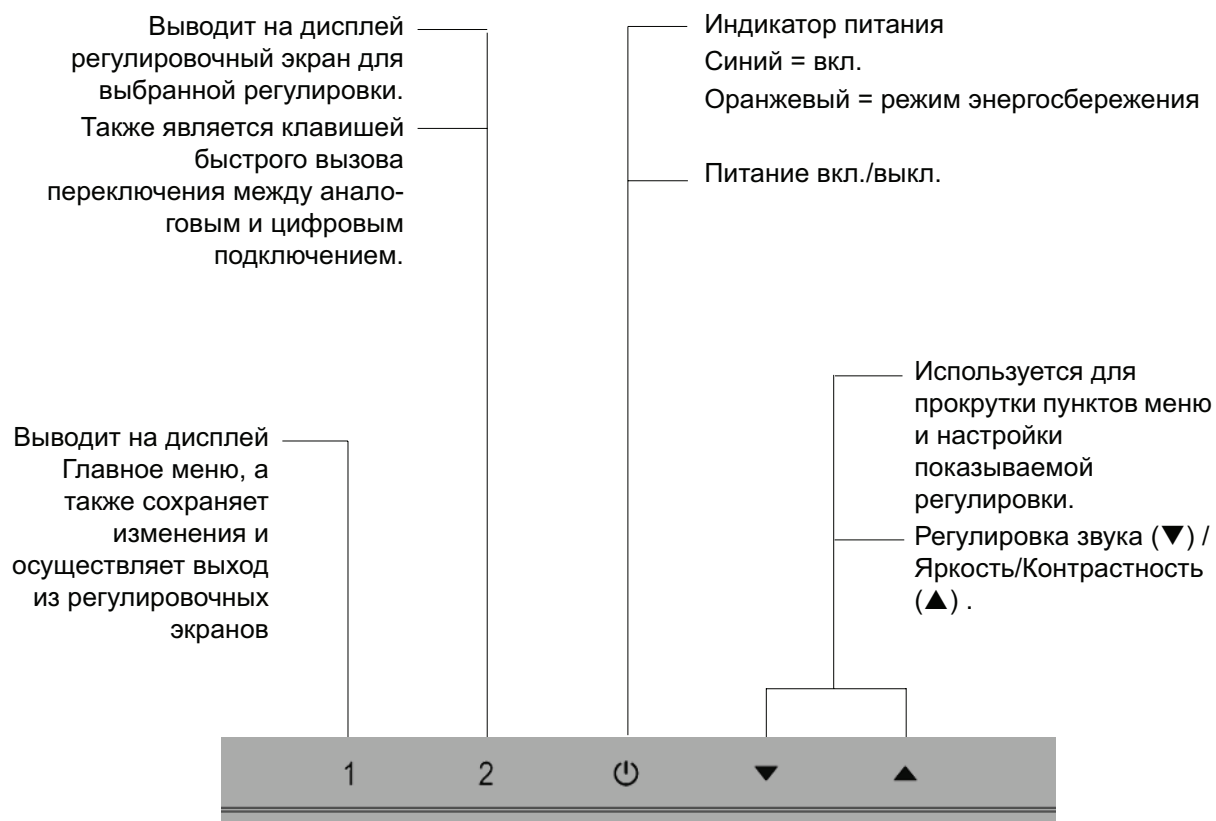 Выводит на дисплей
регулировочный экран для
выбранной регулировки.
Также является клавишей
быстрого вызова
переключения между анало-
говым и цифровым
подключением.
Индикатор питания
Синий = вкл.
Оранжевый = режим энергосбережения
Питание вкл./выкл.
Выводит на дисплей
Главное меню, а
также сохраняет
изменения и
осуществляет выход
из регулировочных
экранов
Используется для
прокрутки пунктов меню
и настройки
показываемой
регулировки.
Регулировка звука (▼) /
Яркость/Контрастность
(▲) .
1 2 ⏻ ▼ ▲